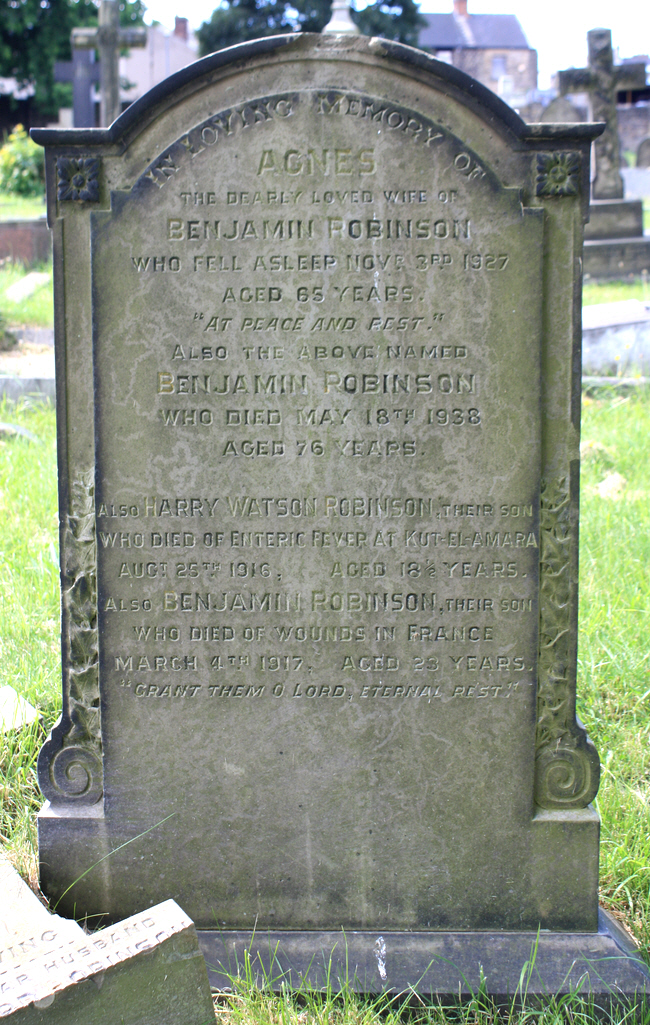 IN LOVING MEMORY OF
AGNES
THE DEARLY LOVED WIFE OF
BENJAMIN ROBINSON
WHO FELL ASLEEP NOVR 3RD 1927
AGED 65 YEARS.
"AT PEACE AND REST."
ALSO THE ABOVE NAMED
BENJAMIN ROBINSON
WHO DIED MAY 18TH 1938
AGED 76 YEARS.
ALSO HARRY WATSON ROBINSON, THEIR SON
WHO DIED OF ENTERIC FEVER AT KUT-EL-AMARA
AUGT 25TH 1916, AGED 18½ YEARS.
ALSO BENJAMIN ROBINSON, THEIR SON
WHO DIED OF WOUNDS IN FRANCE
MARCH 4TH 1917, AGED 23 YEARS.
"GRANT THEM O LORD, ETERNAL REST."
HUSBAND